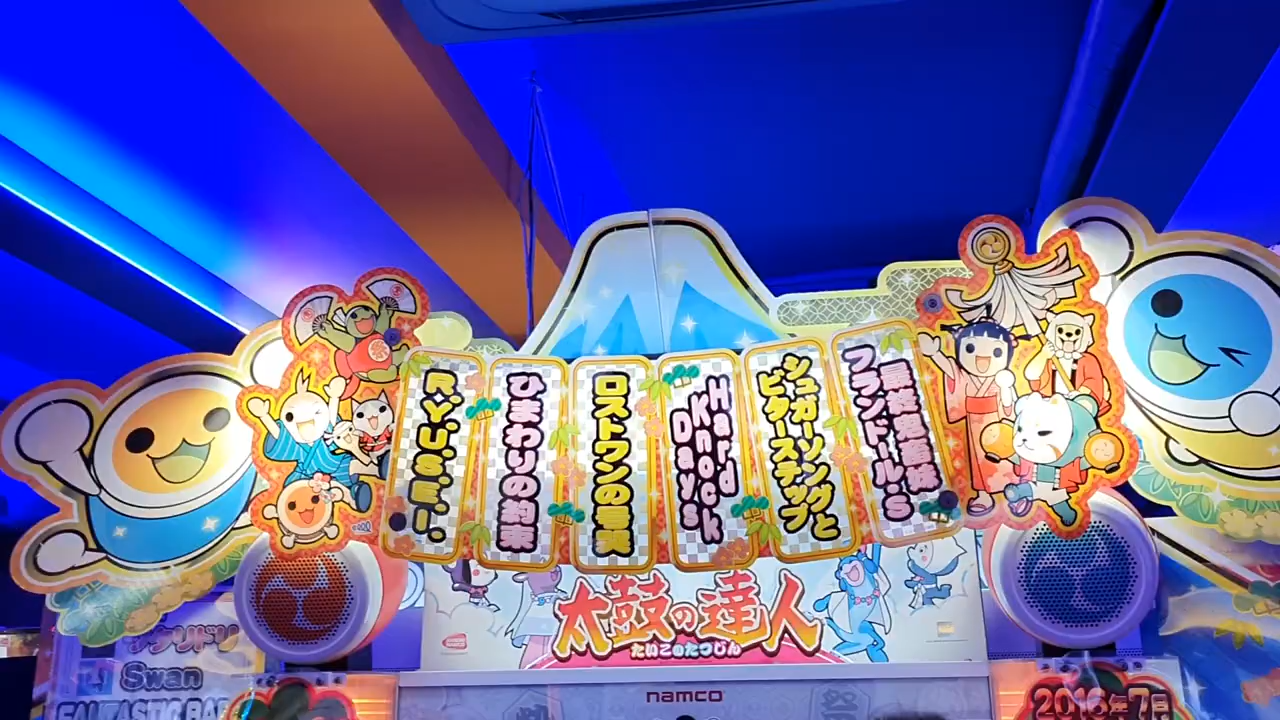 R.Y.U.S.E.I.
ひまわりの約束
ロストワンの号哭
Hard
Knock
Days
シュガーソングと
ビターステップ
最終鬼畜妹
フランドール・S
太鼓の達人
たいこのたつじん
namco
Swan
2016年7月